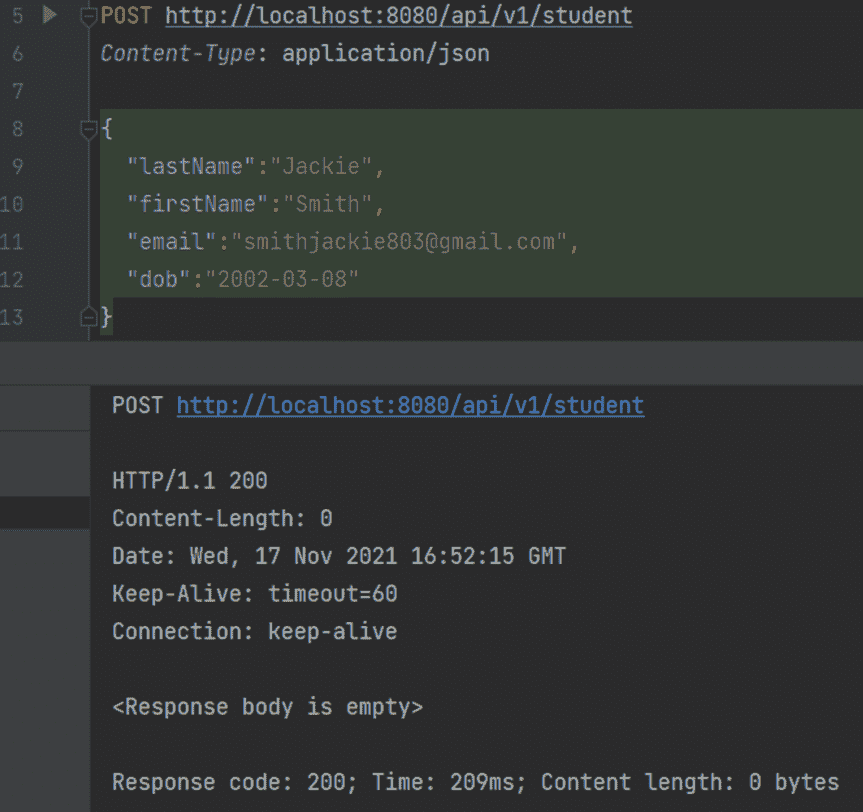 5 POST http://localhost:8080/api/v1/student
6 Content-Type: application/json
7
8 {
9 "lastName":"Jackie",
10 "firstName":"Smith",
11 "email":"smithjackie803@gmail.com",
12 "dob":"2002-03-08"
13 }
POST http://localhost:8080/api/v1/student
HTTP/1.1 200
Content-Length: 0
Date: Wed, 17 Nov 2021 16:52:15 GMT
Keep-Alive: timeout=60
Connection: keep-alive
<Response body is empty>
Response code: 200; Time: 209ms; Content length: 0 bytes